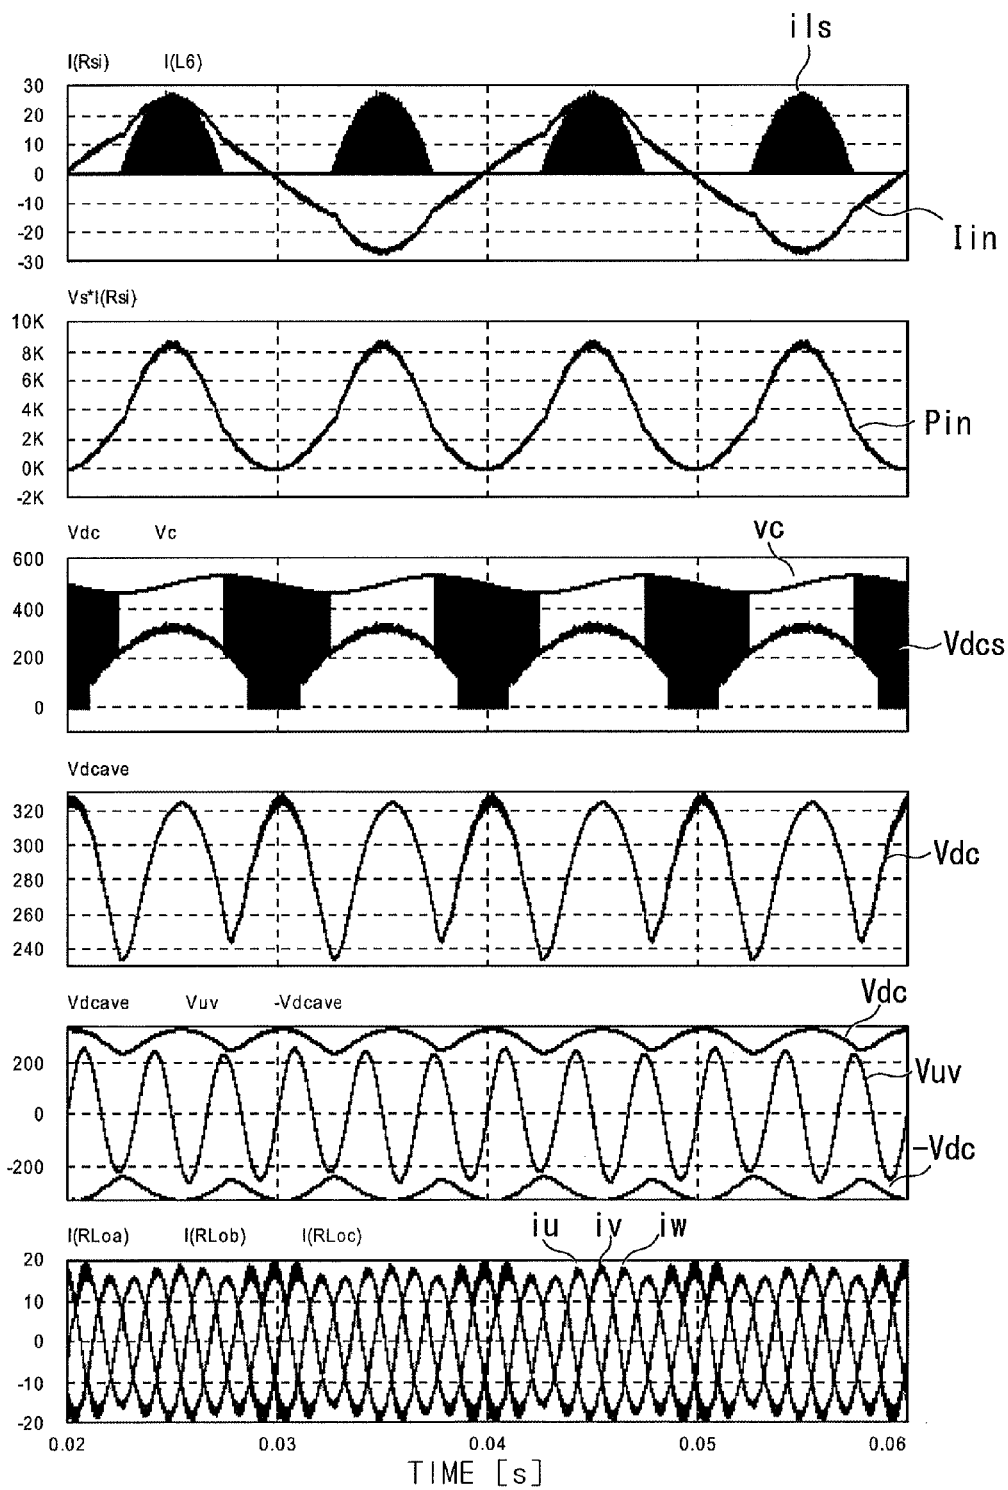 ils
I(Rsi) I(L6)
30
20
10
0
-10
-20
-30
Iin
Vs*I(Rsi)
10K
8K
6K
4K
2K
0K
-2K
Pin
Vdc Vc
vc
600
400
200
0
Vdcs
Vdcave
320
300
280
260
240
Vdc
Vdcave Vuv -Vdcave
Vdc
200
0
-200
Vuv
-Vdc
I(RLoa) I(RLob) I(RLoc)
iu iv iw
20
10
0
-10
-20
0.02 0.03 0.04 0.05 0.06
TIME [s]